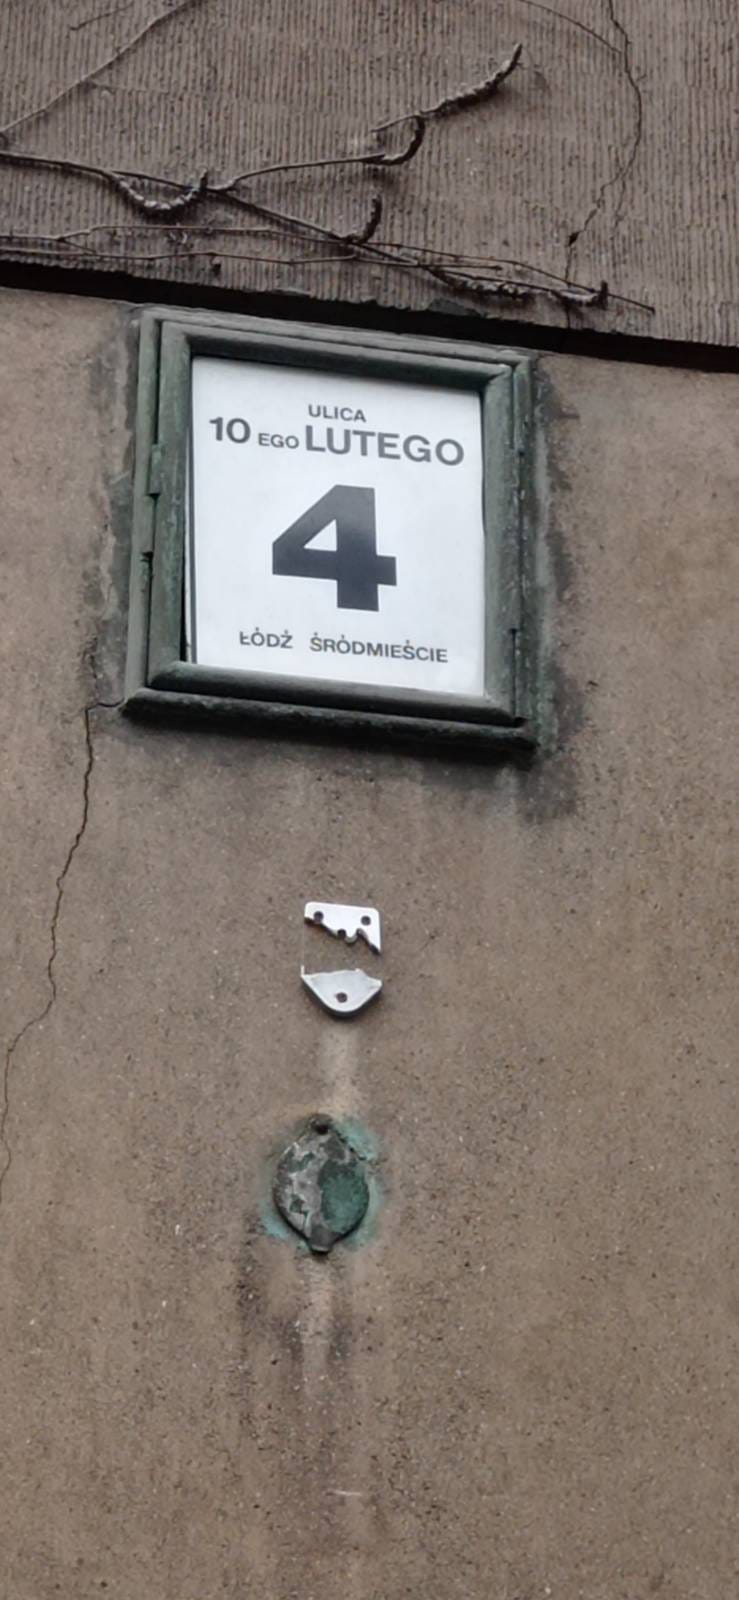 ULICA
10 EGO LUTEGO
4
ŁÓDŹ ŚRÓDMIEŚCIE